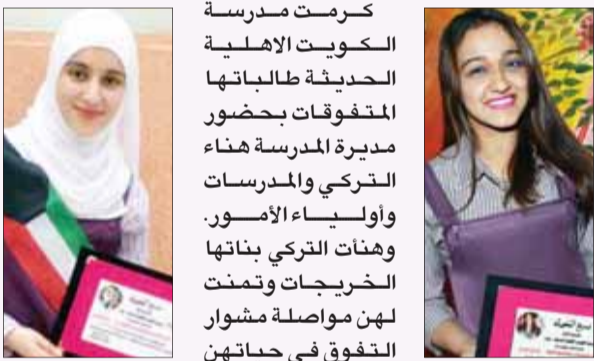 كرمت مدرسة
الكويت الاهلية
الحديثة طالباتها
المتفوقات بحضور
مديرة المدرسة هناء
التركي والمدرسات
وأولياء الأمور.
وهنأت التركي بناتها
الخريجات وتمنت
لهن مواصلة مشوار
التفوق في حياتهن